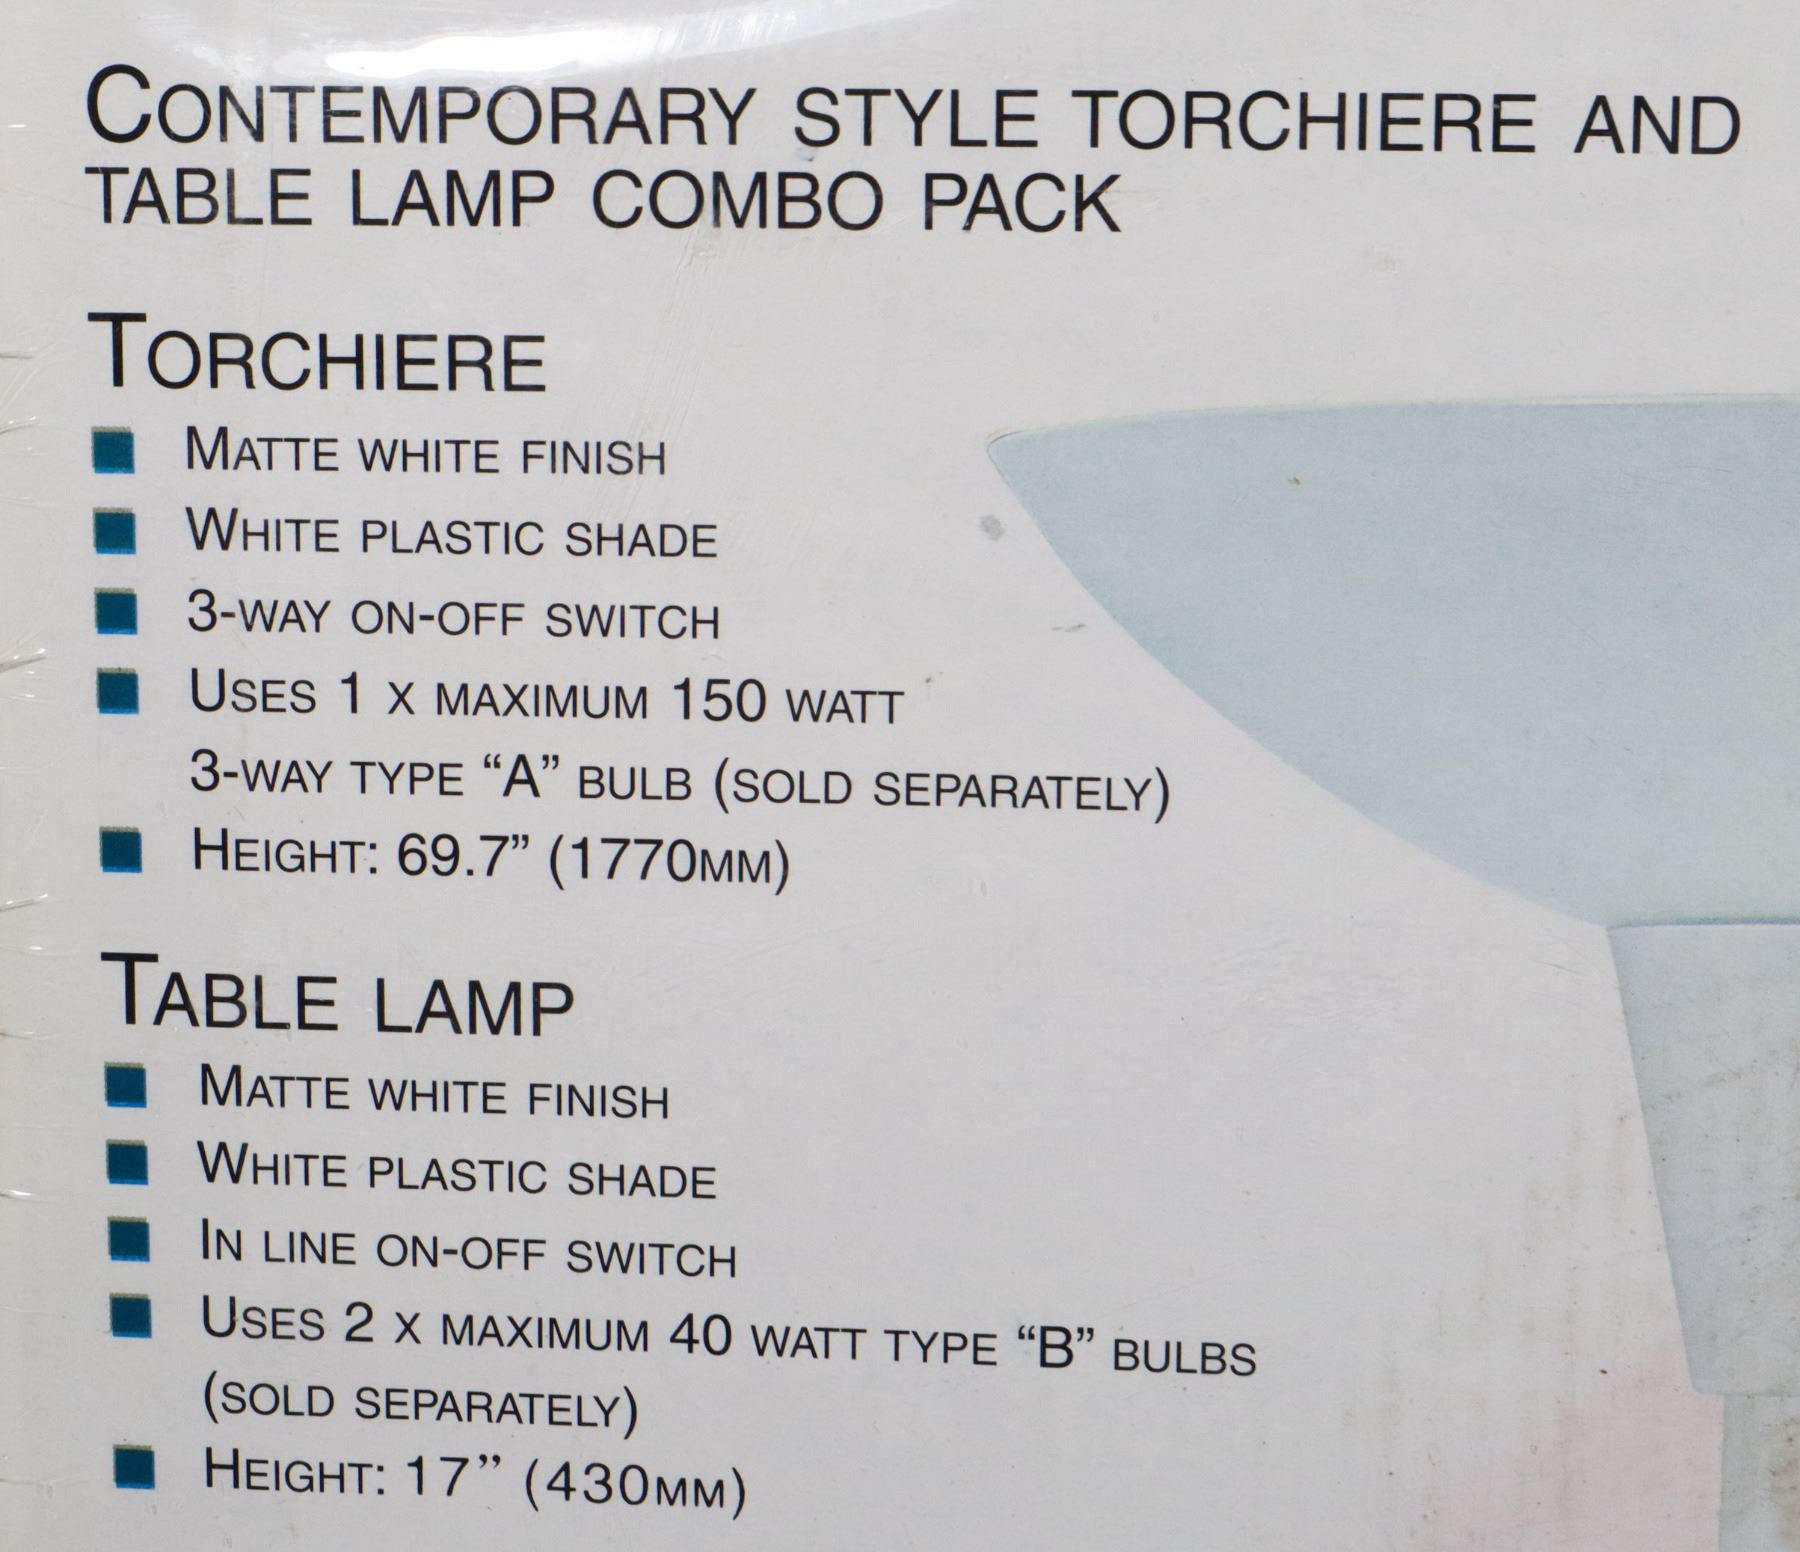 CONTEMPORARY STYLE TORCHIERE AND
TABLE LAMP COMBO PACK
TORCHIERE
MATTE WHITE FINISH
WHITE PLASTIC SHADE
3-WAY ON-OFF SWITCH
USES 1 X MAXIMUM 150 WATT
3-WAY TYPE “A” BULB (SOLD SEPARATELY)
HEIGHT: 69.7” (1770MM)
TABLE LAMP
MATTE WHITE FINISH
WHITE PLASTIC SHADE
IN LINE ON-OFF SWITCH
USES 2 X MAXIMUM 40 WATT TYPE “B” BULBS
(SOLD SEPARATELY)
HEIGHT: 17” (430MM)